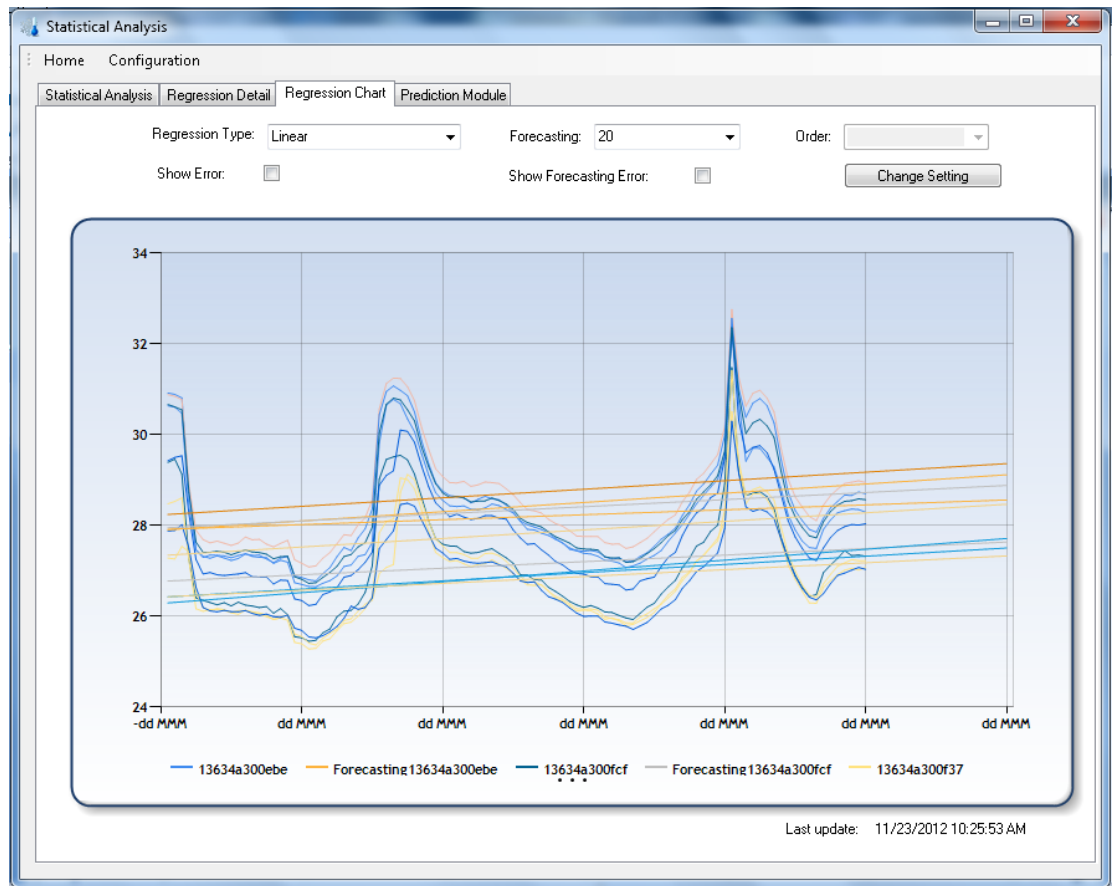 Statistical Analysis
Home Configuration
Statistical Analysis Regression Detail Regression Chart Prediction Module
Regression Type: Linear Forecasting: 20 Order:
Show Error: Show Forecasting Error: Change Setting
34
32
30
28
26
24
-dd MMM dd MMM dd MMM dd MMM dd MMM dd MMM dd MMM
13634a300ebe Forecasting13634a300ebe 13634a300fcf Forecasting13634a300fcf 13634a300f37
...
Last update: 11/23/2012 10:25:53 AM